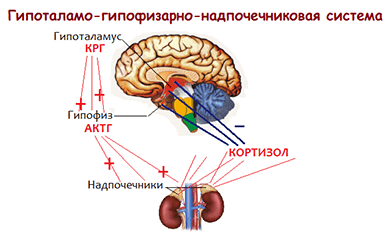 Гипоталамо-гипофизарно-надпочечниковая система
Гипоталамус
КРГ
+
+
Гипофиз
АКТГ
–
КОРТИЗОЛ
+
+
Надпочечники